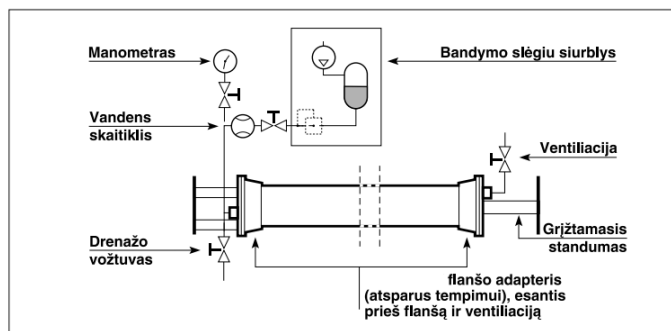 Manometras
Bandymo slėgiu siurblys
Vandens
skaitiklis
Ventiliacija
Drenažo
vožtuvas
Grįžtamasis
standumas
flanšo adapteris
(atsparus tempimui), esantis
prieš flanšą ir ventiliaciją